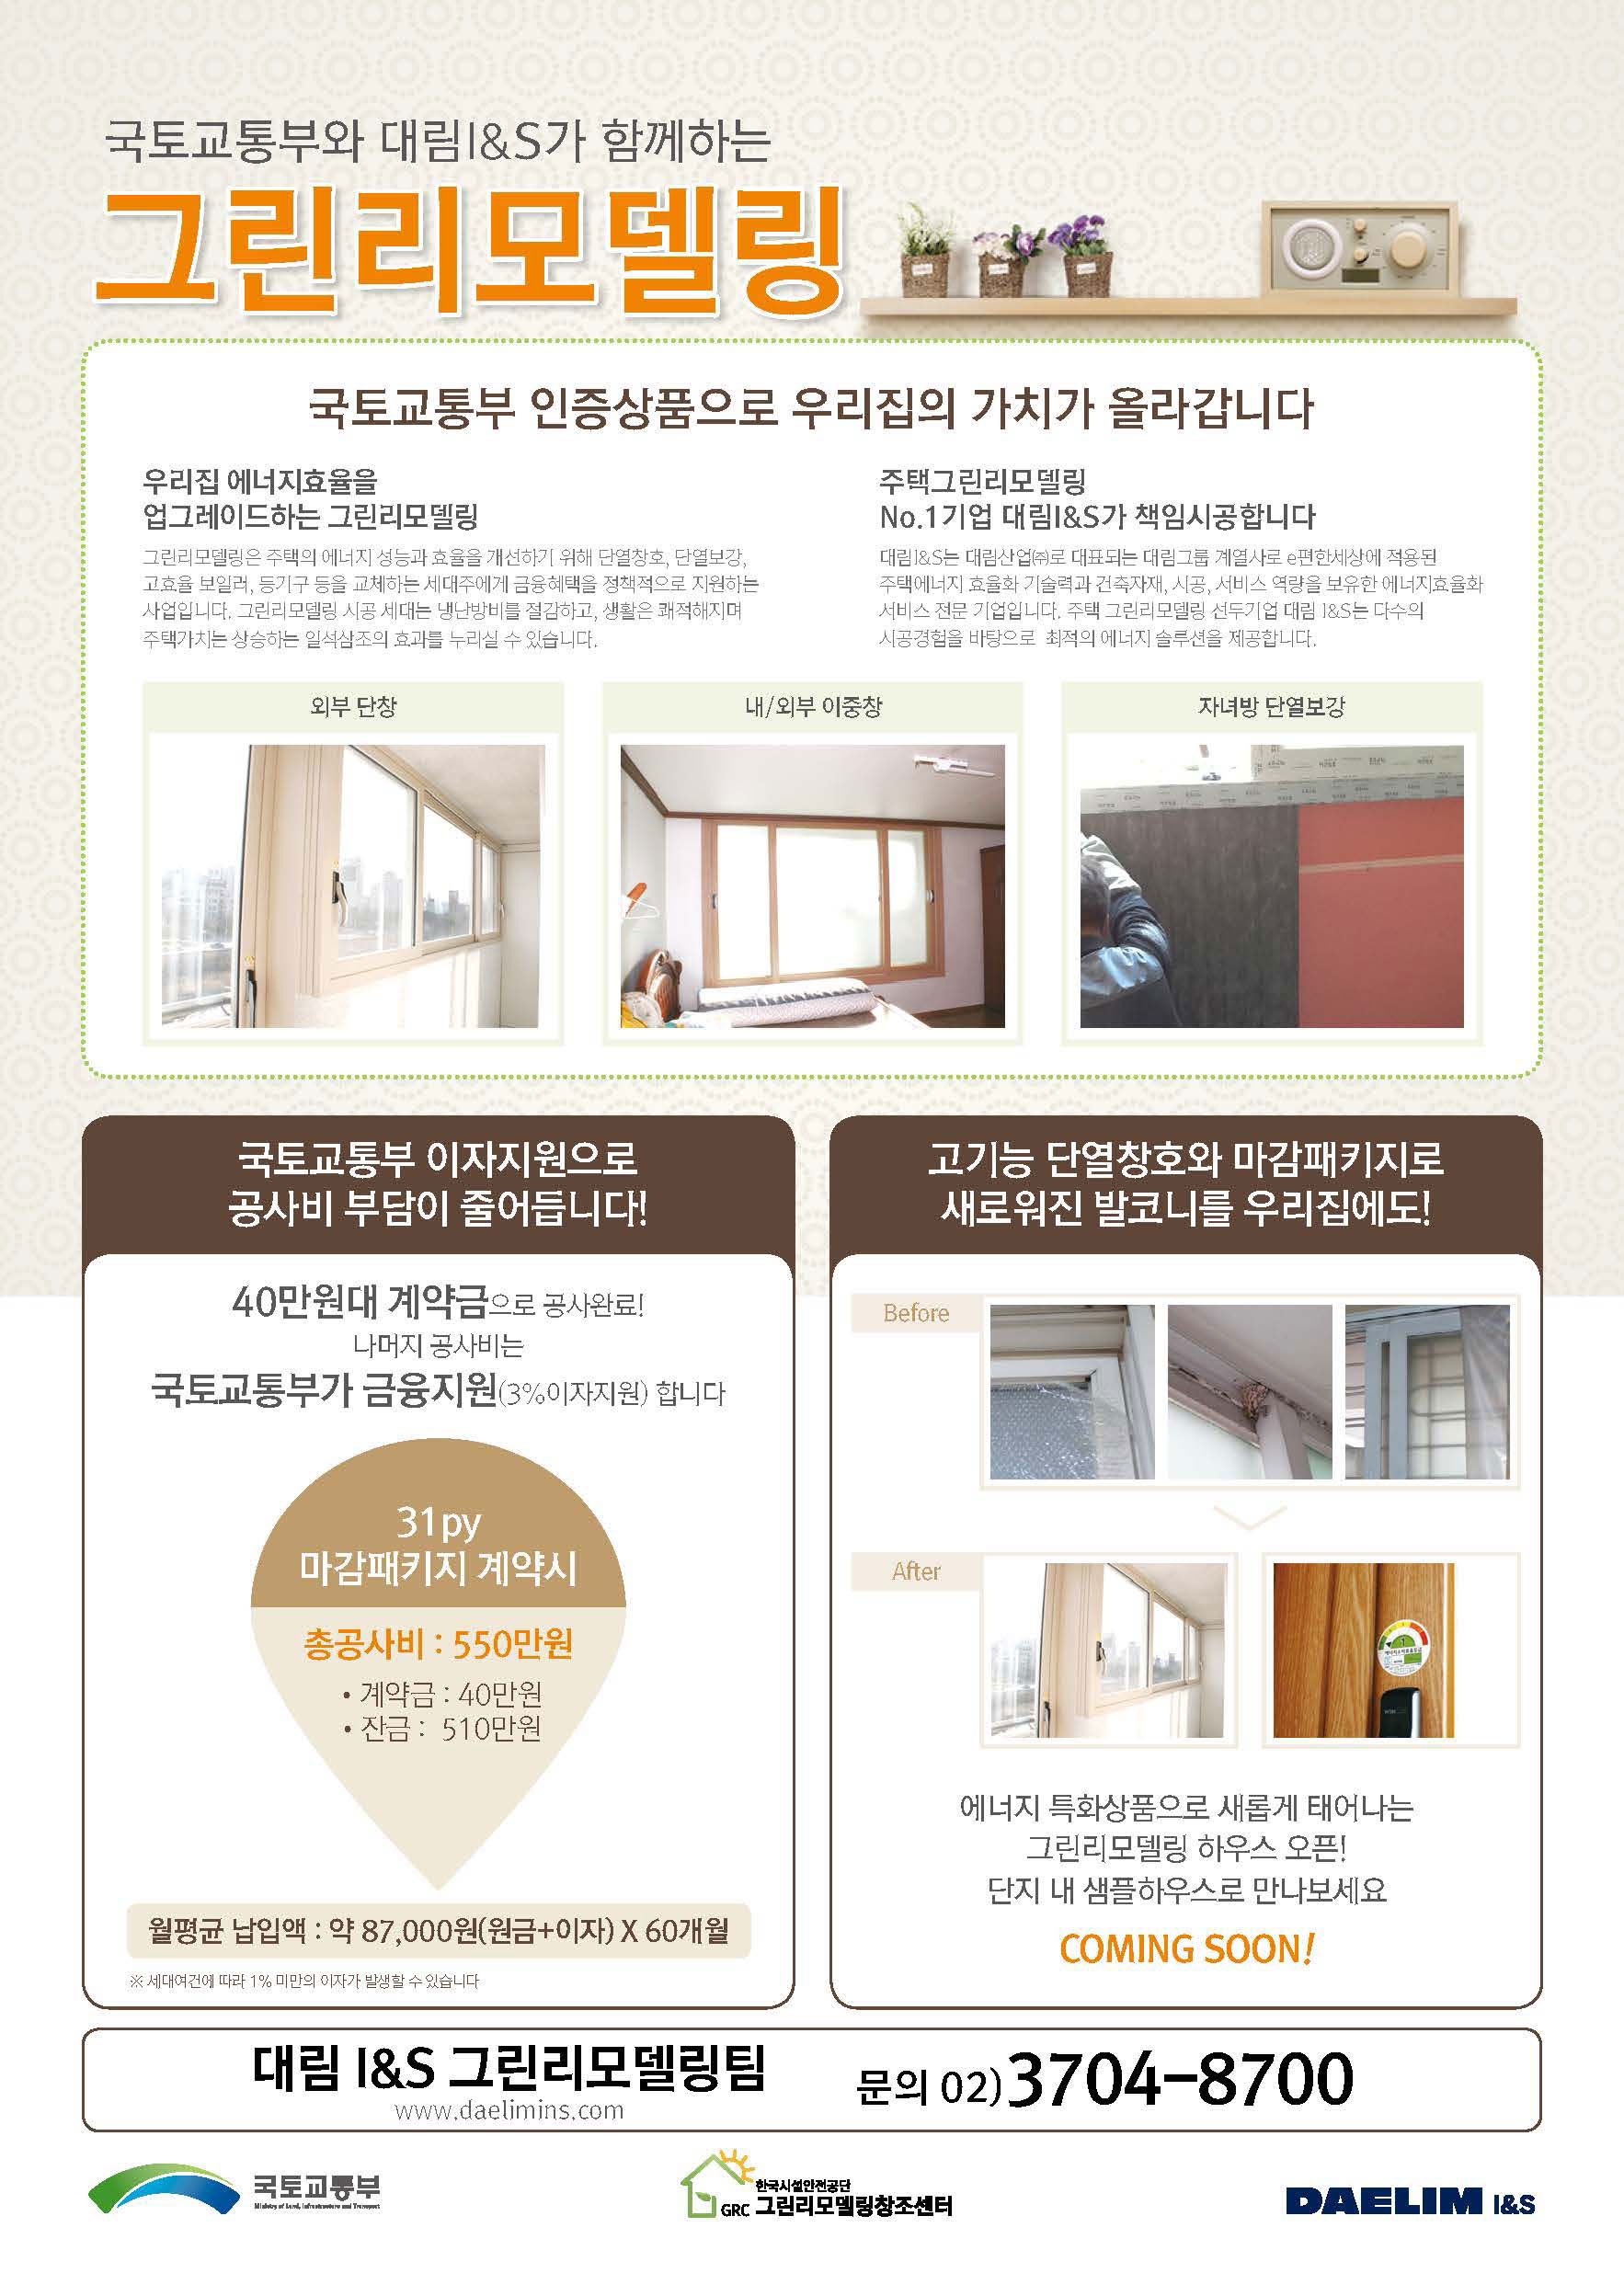 국토교통부와 대림I&S가 함께하는
그린리모델링
국토교통부 인증상품으로 우리집의 가치가 올라갑니다
우리집 에너지효율을
업그레이드하는 그린리모델링
그린리모델링은 주택의 에너지 성능과 효율을 개선하기 위해 단열창호, 단열보강,
고효율 보일러, 등기구 등을 교체하는 세대주에게 금융혜택을 정책적으로 지원하는
사업입니다. 그린리모델링 시공 세대는 냉난방비를 절감하고, 생활은 쾌적해지며
주택가치는 상승하는 일석삼조의 효과를 누리실 수 있습니다.
주택그린리모델링
No.1기업 대림I&S가 책임시공합니다
대림I&S는 대림산업㈜로 대표되는 대림그룹 계열사로 e편한세상에 적용된
주택에너지 효율화 기술력과 건축자재, 시공, 서비스 역량을 보유한 에너지효율화
서비스 전문 기업입니다. 주택 그린리모델링 선두기업 대림 I&S는 다수의
시공경험을 바탕으로 최적의 에너지 솔루션을 제공합니다.
외부 단창
내/외부 이중창
자녀방 단열보강
국토교통부 이자지원으로
공사비 부담이 줄어듭니다!
40만원대 계약금으로 공사완료!
나머지 공사비는
국토교통부가 금융지원(3%이자지원) 합니다
31py
마감패키지 계약시
총공사비 : 550만원
• 계약금 : 40만원
• 잔금 : 510만원
월평균 납입액 : 약 87,000원(원금+이자) X 60개월
※ 세대여건에 따라 1% 미만의 이자가 발생할 수 있습니다
고기능 단열창호와 마감패키지로
새로워진 발코니를 우리집에도!
Before
After
에너지 특화상품으로 새롭게 태어나는
그린리모델링 하우스 오픈!
단지 내 샘플하우스로 만나보세요
COMING SOON!
대림 I&S 그린리모델링팀
www.daelimins.com
문의 02)3704-8700
국토교통부
Ministry of Land, Infrastructure and Transport
한국시설안전공단
GRC 그린리모델링창조센터
DAELIM I&S